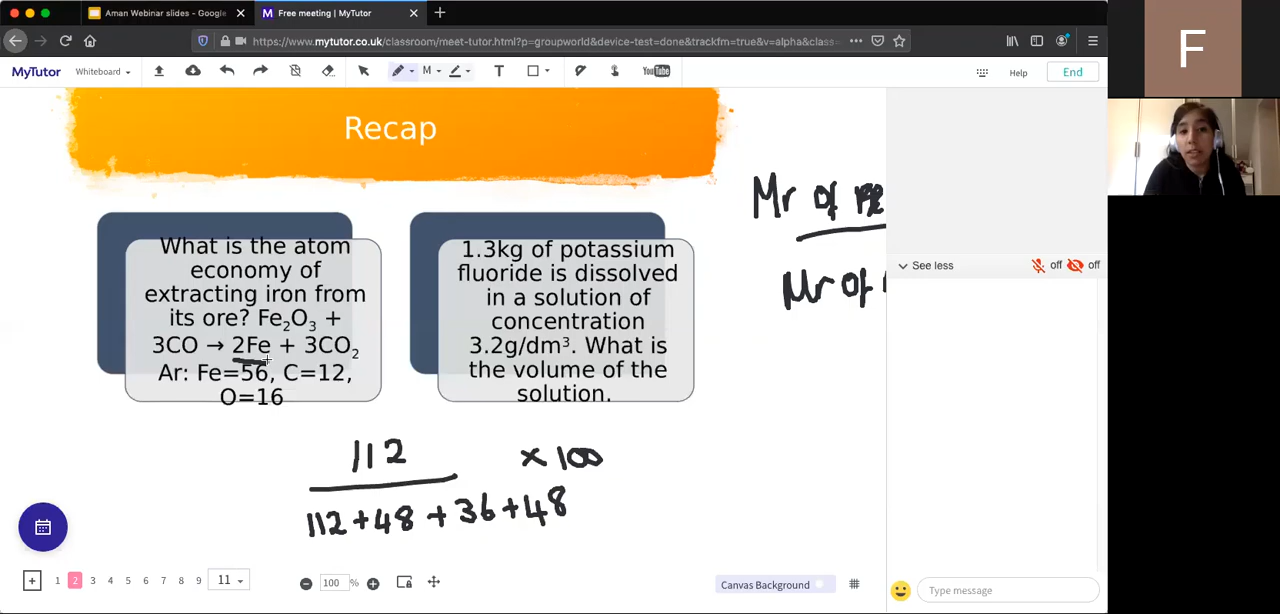 Aman Webinar slides - Google
Free meeting | MyTutor
https://www.mytutor.co.uk/classroom/meet-tutor.html?p=groupworld&device-test=done&trackfm=true&v=alpha&class=
MyTutor
Whiteboard
M
T
YouTube
Help
End
F
Recap
Mr of
Mr of
What is the atom
economy of
extracting iron from
its ore? Fe₂O₃ +
3CO → 2Fe + 3CO₂
Ar: Fe=56, C=12,
O=16
1.3kg of potassium
fluoride is dissolved
in a solution of
concentration
3.2g/dm³. What is
the volume of the
solution.
See less
off
off
112
x 100
112+48+36+48
1 2 3 4 5 6 7 8 9 11
100 %
Canvas Background
Type message